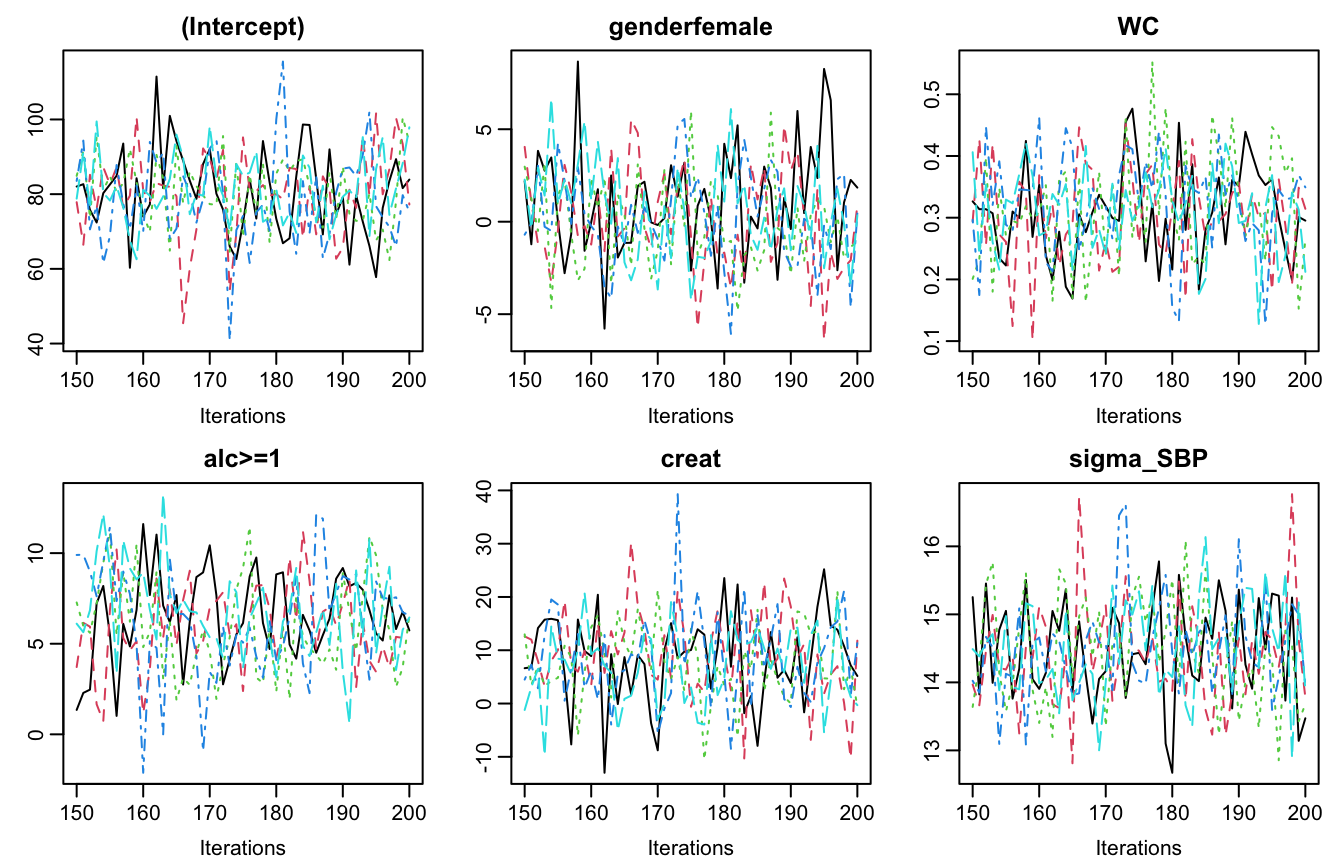 (Intercept) genderfemale WC
100 80 60 40
5 0 -5
0.5 0.4 0.3 0.2 0.1
150 160 170 180 190 200 150 160 170 180 190 200 150 160 170 180 190 200
Iterations Iterations Iterations
alc>=1 creat sigma_SBP
10 5 0
40 30 20 10 0 -10
16 15 14 13
150 160 170 180 190 200 150 160 170 180 190 200 150 160 170 180 190 200
Iterations Iterations Iterations